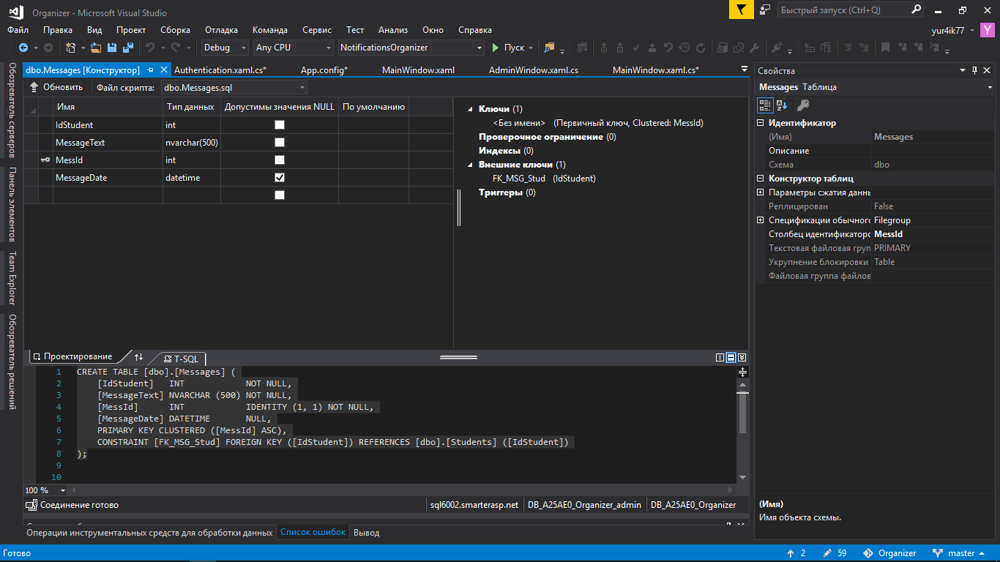 Organizer - Microsoft Visual Studio
Быстрый запуск (Ctrl+Q)
Файл Правка Вид Проект Сборка Отладка Команда Сервис Тест Анализ Окно Справка
yur4ik77 Y
Debug Any CPU NotificationsOrganizer Пуск
dbo.Messages [Конструктор] Authentication.xaml.cs* App.config* MainWindow.xaml AdminWindow.xaml.cs MainWindow.xaml.cs*
Обновить Файл скрипта: dbo.Messages.sql
Обозреватель серверов
Панель элементов
Team Explorer
Обозреватель решений
Имя Тип данных Допустимы значения NULL По умолчанию
IdStudent int
MessageText nvarchar(500)
MessId int
MessageDate datetime
Ключи (1)
<Без имени> (Первичный ключ, Clustered: MessId)
Проверочное ограничение (0)
Индексы (0)
Внешние ключи (1)
FK_MSG_Stud (IdStudent)
Триггеры (0)
Проектирование T-SQL
1 CREATE TABLE [dbo].[Messages] (
2 [IdStudent] INT NOT NULL,
3 [MessageText] NVARCHAR (500) NOT NULL,
4 [MessId] INT IDENTITY (1, 1) NOT NULL,
5 [MessageDate] DATETIME NULL,
6 PRIMARY KEY CLUSTERED ([MessId] ASC),
7 CONSTRAINT [FK_MSG_Stud] FOREIGN KEY ([IdStudent]) REFERENCES [dbo].[Students] ([IdStudent])
8 );
9
10
100 %
Соединение готово sql6002.smarterasp.net DB_A25AE0_Organizer_admin DB_A25AE0_Organizer
Операции инструментальных средств для обработки данных Список ошибок Вывод
Свойства
Messages Таблица
Идентификатор
(Имя) Messages
Описание
Схема dbo
Конструктор таблиц
Параметры сжатия данны
Реплицирован False
Спецификации обычного Filegroup
Столбец идентификаторо MessId
Текстовая файловая груп PRIMARY
Укрупнение блокировки Table
Файловая группа файлов
(Имя)
Имя объекта схемы.
Готово 2 59 Organizer master